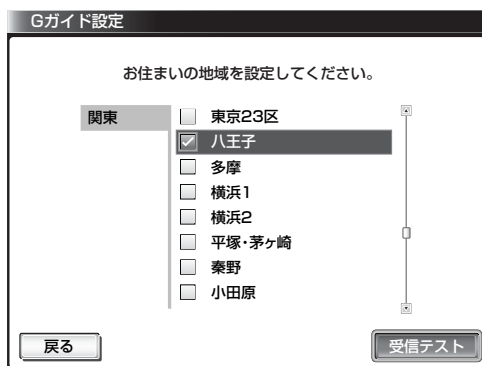 Gガイド設定
お住まいの地域を設定してください。
関東
東京23区
八王子
多摩
横浜1
横浜2
平塚・茅ヶ崎
秦野
小田原
戻る
受信テスト